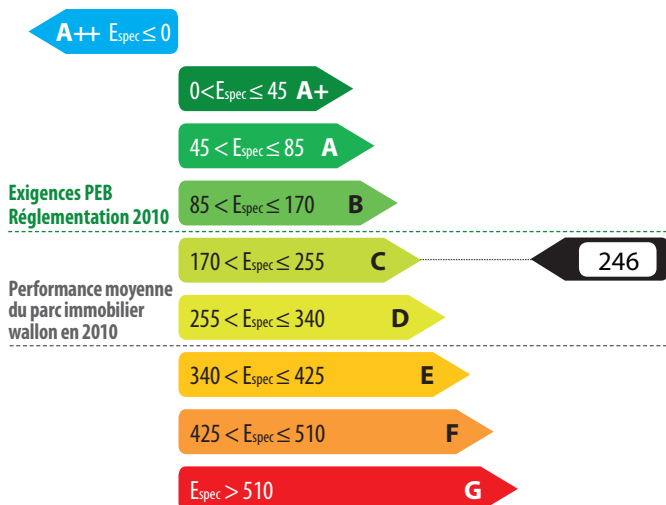 A++ Espec ≤ 0
0<Espec ≤ 45 A+
45 < Espec ≤ 85 A
Exigences PEB
Réglementation 2010
85 < Espec ≤ 170 B
170 < Espec ≤ 255 C
246
Performance moyenne
du parc immobilier
wallon en 2010
255 < Espec ≤ 340 D
340 < Espec ≤ 425 E
425 < Espec ≤ 510 F
Espec > 510 G